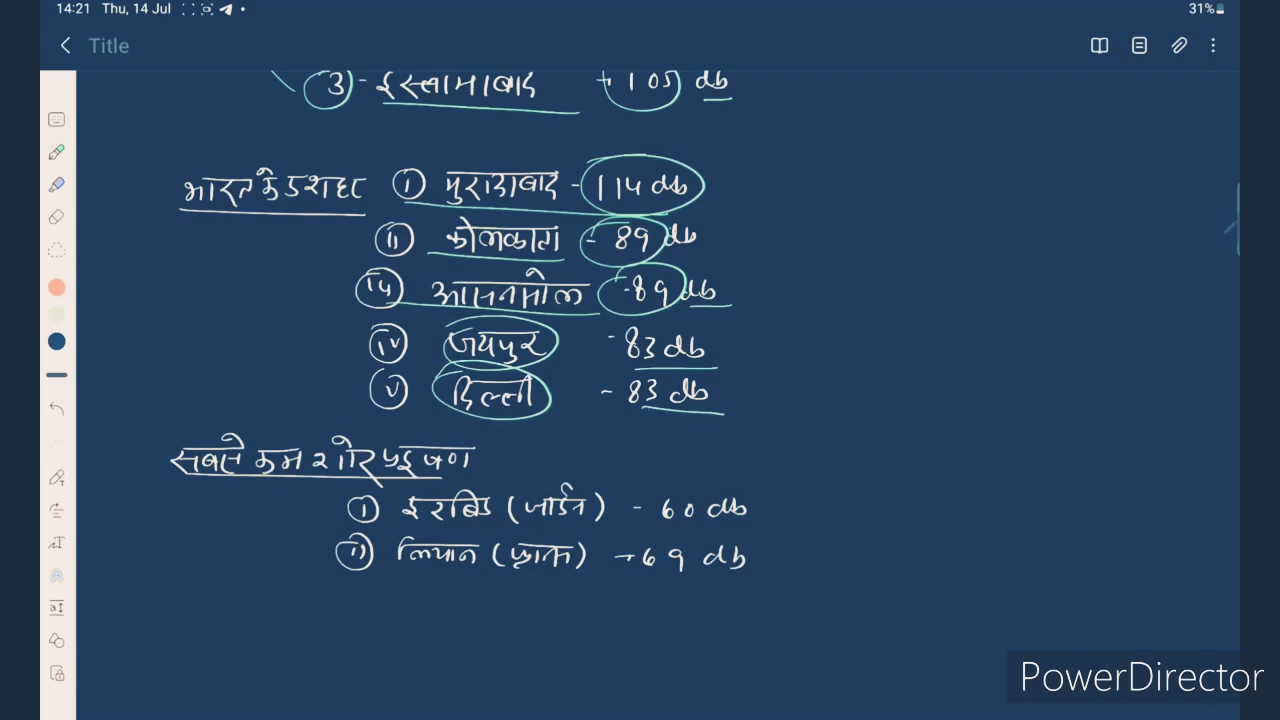 14:21 Thu, 14 Jul
31%
Title
3 - इस्लामाबाद → 105 db
भारत के 5 शहर (i) मुरादाबाद - 114 db
(ii) कोलकाता - 89 db
आसनसोल - 89 db
(iv) जयपुर - 83 db
(v) दिल्ली - 83 db
सबसे कम शोर प्रदूषण
(i) इरबिड (जार्डन) - 60 db
(ii) लियोन (फ्रांस) → 69 db
PowerDirector